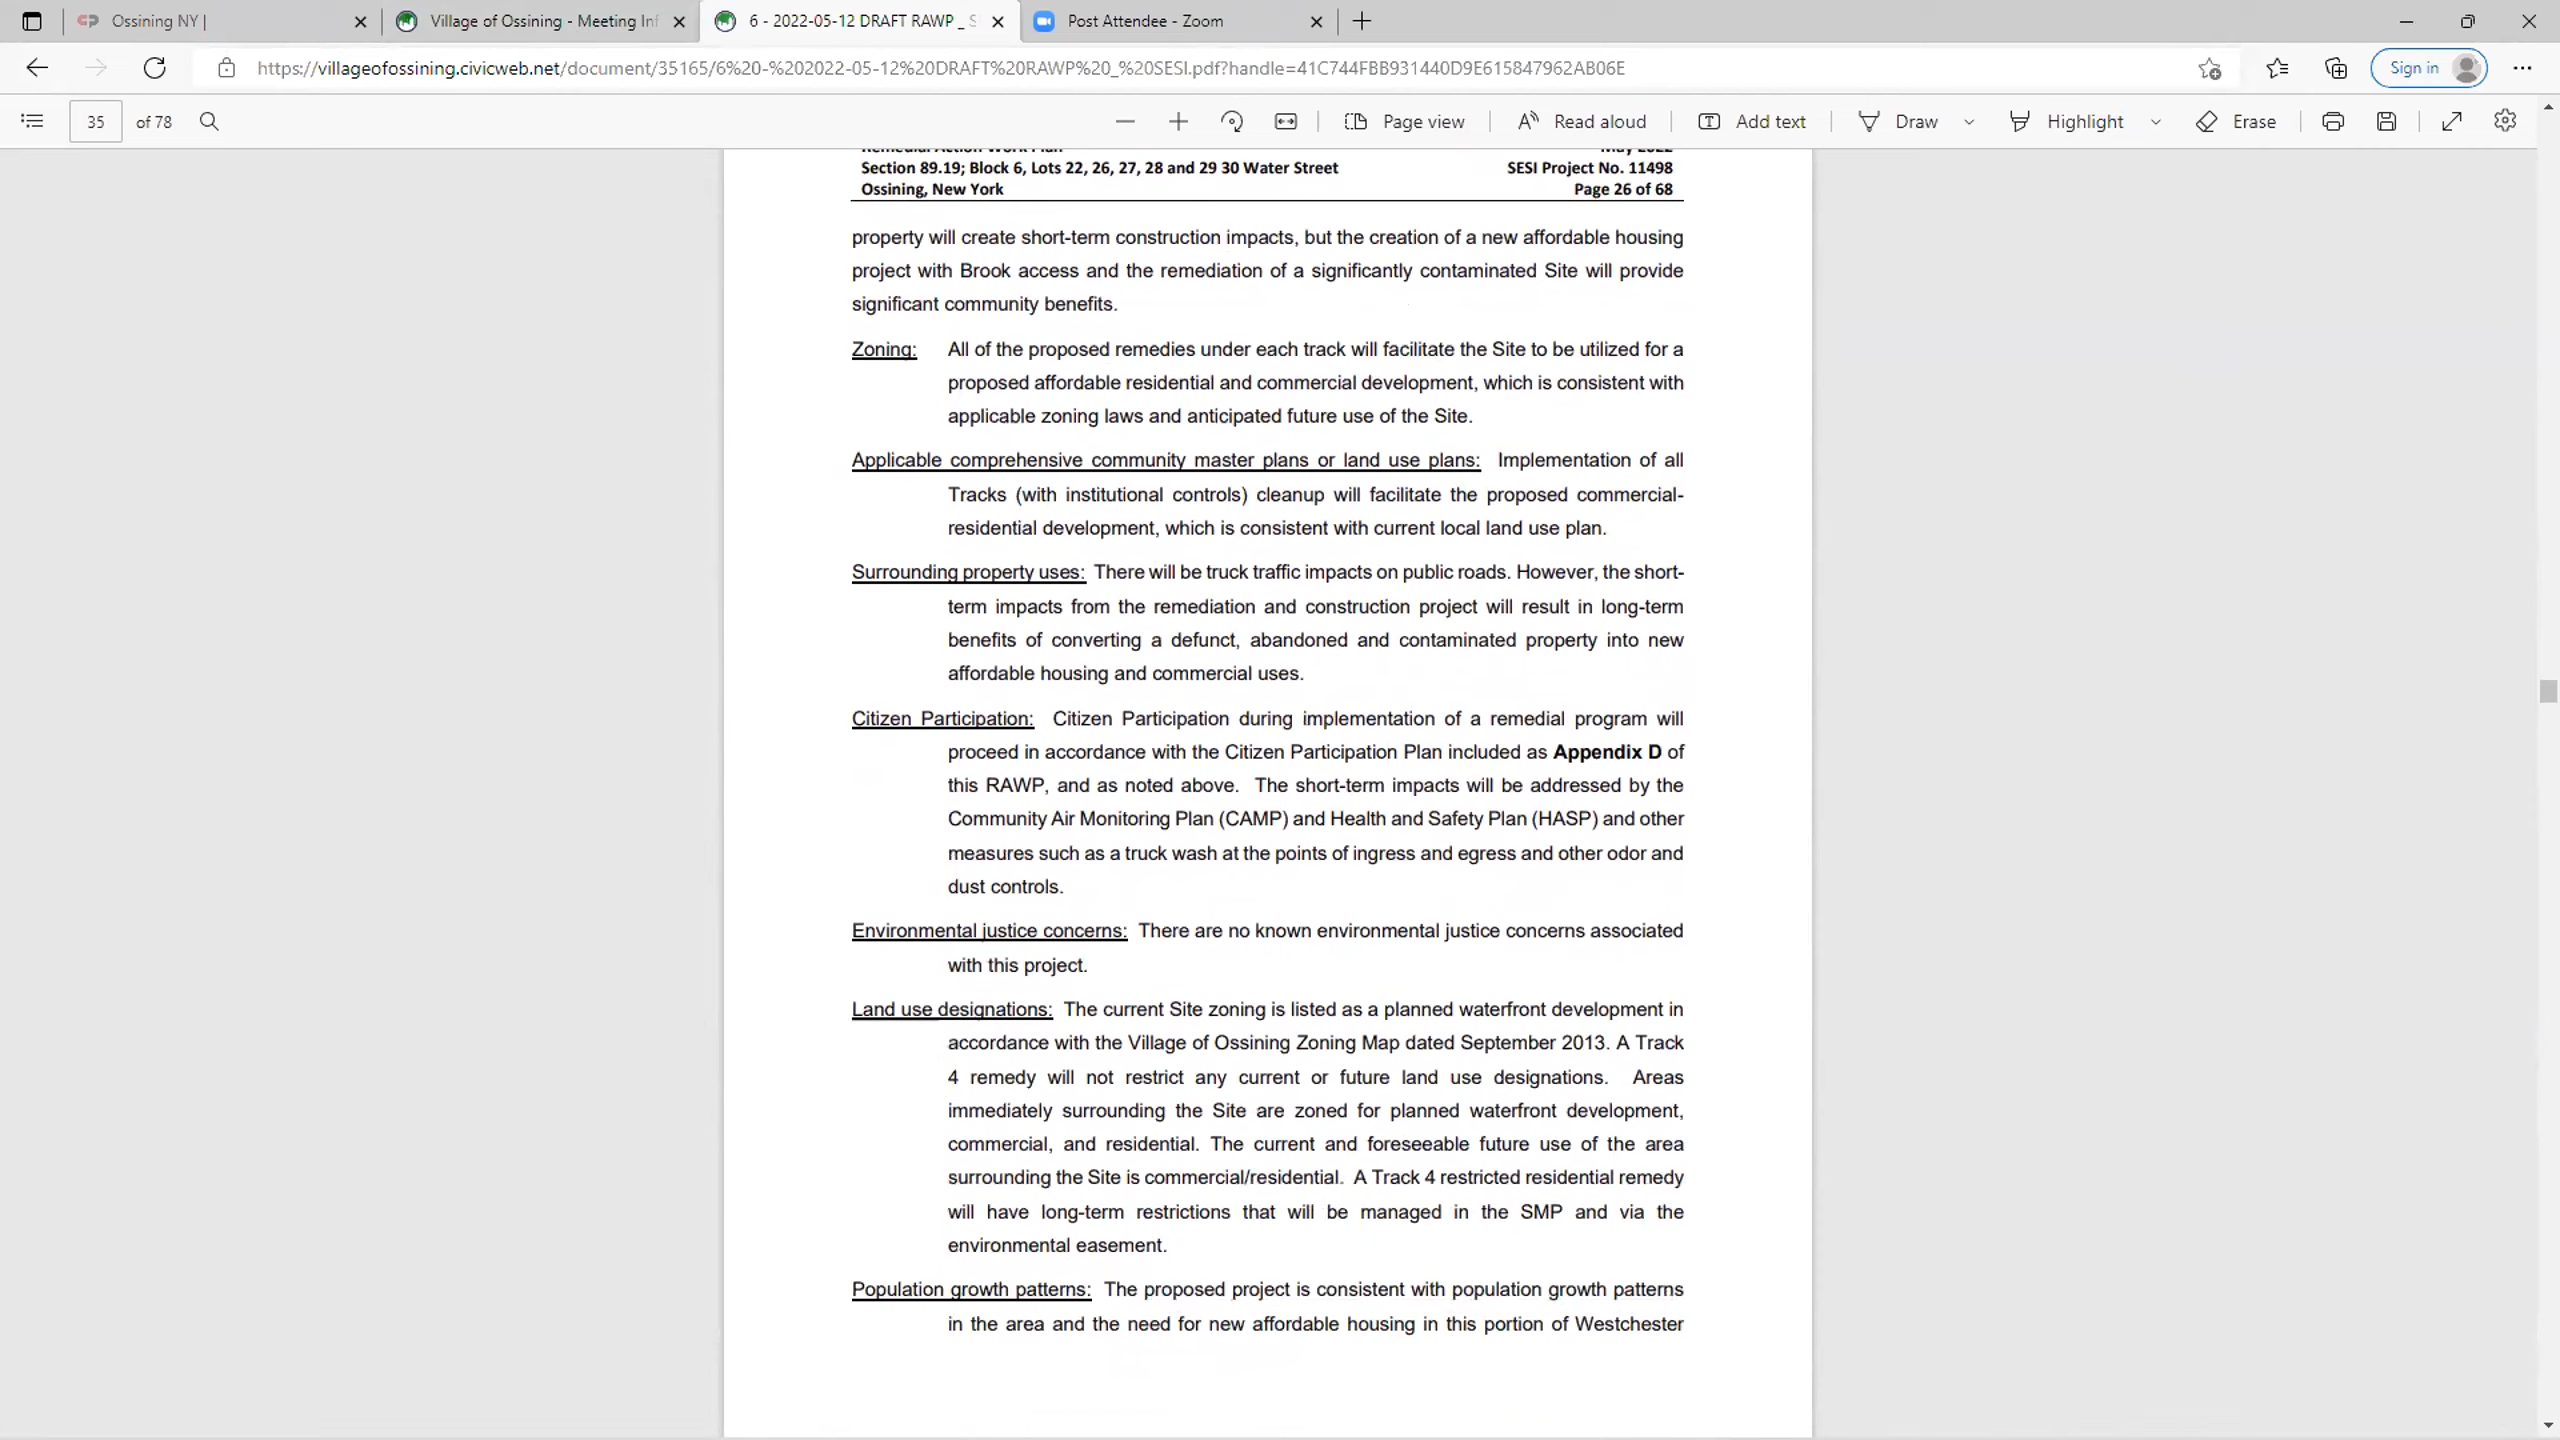 Ossining NY |
Village of Ossining - Meeting Inf
6 - 2022-05-12 DRAFT RAWP _ S
Post Attendee - Zoom
https://villageofossining.civicweb.net/document/35165/6%20-%202022-05-12%20DRAFT%20RAWP%20_%20SESI.pdf?handle=41C744FBB931440D9E615847962AB06E
Sign in
35 of 78
Page view
Read aloud
Add text
Draw
Highlight
Erase
Remedial Action Work Plan May 2022
Section 89.19; Block 6, Lots 22, 26, 27, 28 and 29 30 Water Street SESI Project No. 11498
Ossining, New York Page 26 of 68
property will create short-term construction impacts, but the creation of a new affordable housing
project with Brook access and the remediation of a significantly contaminated Site will provide
significant community benefits.
Zoning: All of the proposed remedies under each track will facilitate the Site to be utilized for a
proposed affordable residential and commercial development, which is consistent with
applicable zoning laws and anticipated future use of the Site.
Applicable comprehensive community master plans or land use plans: Implementation of all
Tracks (with institutional controls) cleanup will facilitate the proposed commercial-
residential development, which is consistent with current local land use plan.
Surrounding property uses: There will be truck traffic impacts on public roads. However, the short-
term impacts from the remediation and construction project will result in long-term
benefits of converting a defunct, abandoned and contaminated property into new
affordable housing and commercial uses.
Citizen Participation: Citizen Participation during implementation of a remedial program will
proceed in accordance with the Citizen Participation Plan included as Appendix D of
this RAWP, and as noted above. The short-term impacts will be addressed by the
Community Air Monitoring Plan (CAMP) and Health and Safety Plan (HASP) and other
measures such as a truck wash at the points of ingress and egress and other odor and
dust controls.
Environmental justice concerns: There are no known environmental justice concerns associated
with this project.
Land use designations: The current Site zoning is listed as a planned waterfront development in
accordance with the Village of Ossining Zoning Map dated September 2013. A Track
4 remedy will not restrict any current or future land use designations. Areas
immediately surrounding the Site are zoned for planned waterfront development,
commercial, and residential. The current and foreseeable future use of the area
surrounding the Site is commercial/residential. A Track 4 restricted residential remedy
will have long-term restrictions that will be managed in the SMP and via the
environmental easement.
Population growth patterns: The proposed project is consistent with population growth patterns
in the area and the need for new affordable housing in this portion of Westchester